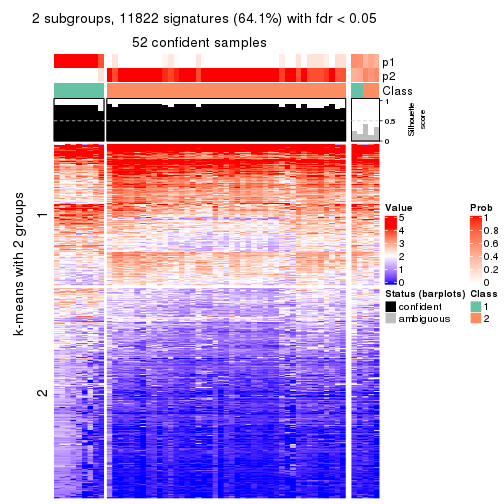 2 subgroups, 11822 signatures (64.1%) with fdr < 0.05
52 confident samples
p1
p2
Class
1
0.5
0
Silhouette
score
k-means with 2 groups
1
2
Value
5
4
3
2
1
0
Prob
1
0.8
0.6
0.4
0.2
0
Status (barplots)
confident
ambiguous
Class
1
2